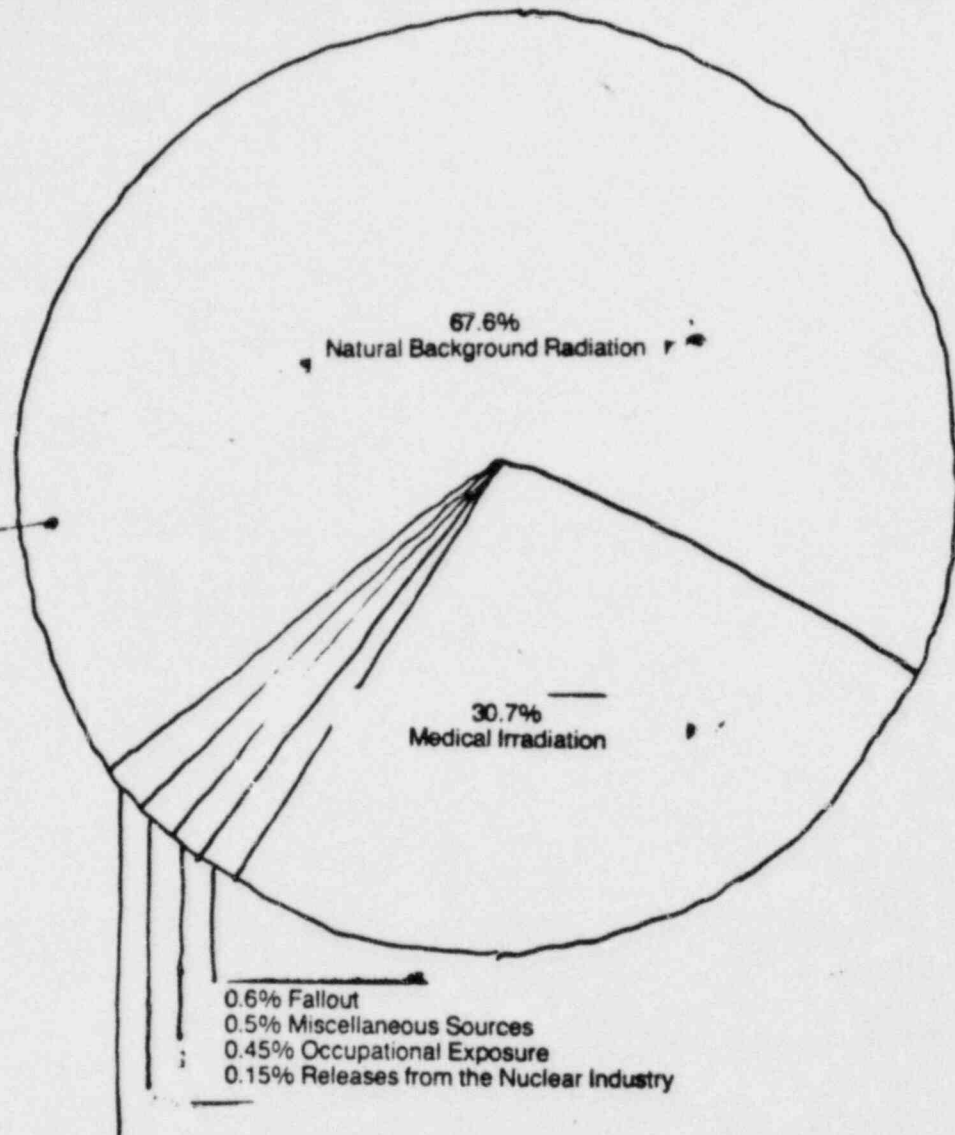 67.6%
Natural Background Radiation
30.7%
Medical Irradiation
0.6% Fallout
0.5% Miscellaneous Sources
0.45% Occupational Exposure
0.15% Releases from the Nuclear Industry